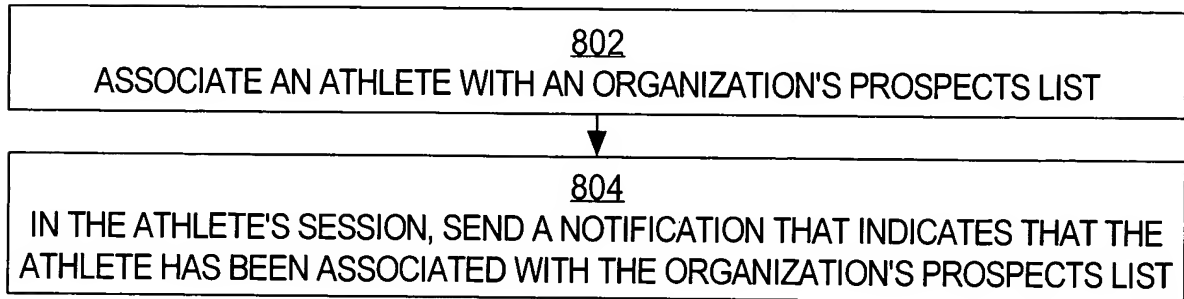 802
ASSOCIATE AN ATHLETE WITH AN ORGANIZATION'S PROSPECTS LIST
804
IN THE ATHLETE'S SESSION, SEND A NOTIFICATION THAT INDICATES THAT THE
ATHLETE HAS BEEN ASSOCIATED WITH THE ORGANIZATION'S PROSPECTS LIST